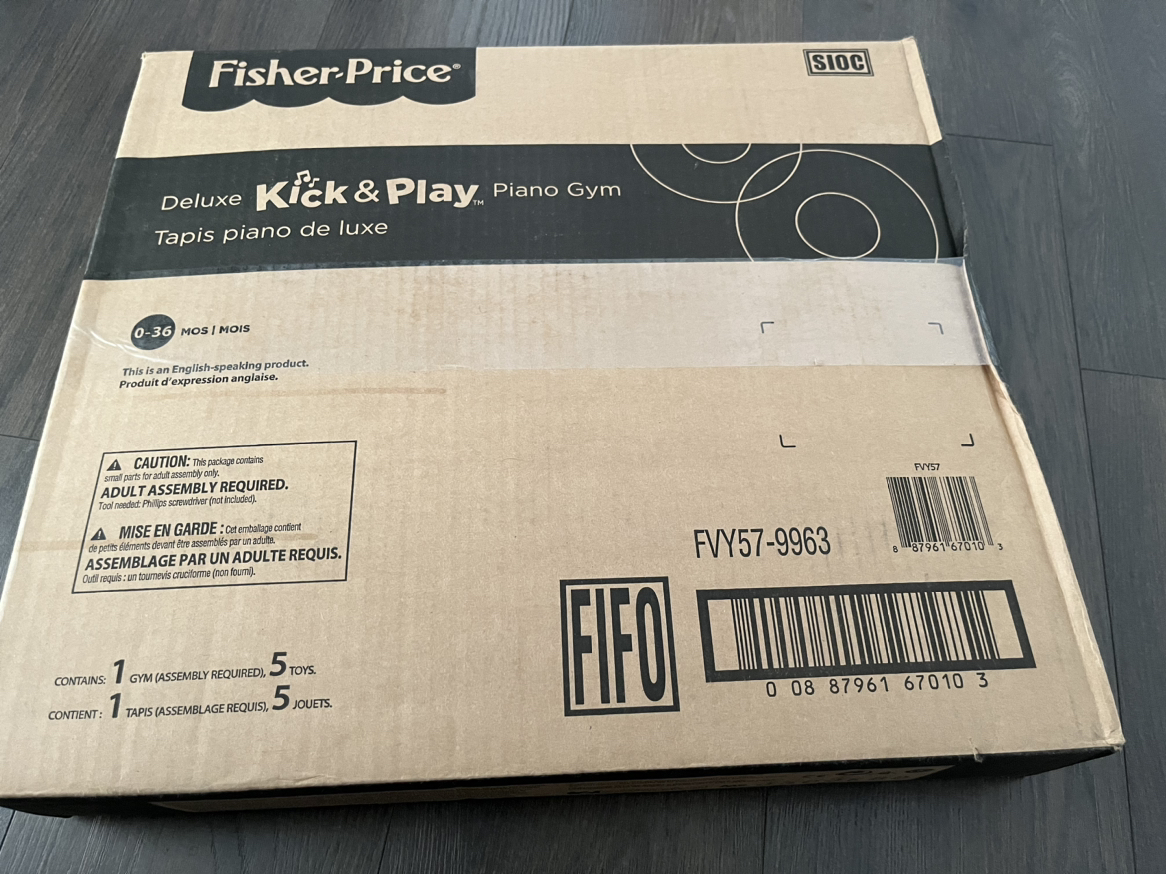 Fisher-Price®
SIOC
Deluxe Kick & Play™ Piano Gym
Tapis piano de luxe
0-36 MOS | MOIS
This is an English-speaking product.
Produit d'expression anglaise.
CAUTION: This package contains
small parts for adult assembly only.
ADULT ASSEMBLY REQUIRED.
Tool needed: Phillips screwdriver (not included).
MISE EN GARDE : Cet emballage contient
de petits éléments devant être assemblés par un adulte.
ASSEMBLAGE PAR UN ADULTE REQUIS.
Outil requis : un tournevis cruciforme (non fourni).
FVY57
8 87961 67010 3
FVY57-9963
FIFO
0 08 87961 67010 3
CONTAINS: 1 GYM (ASSEMBLY REQUIRED), 5 TOYS.
CONTIENT : 1 TAPIS (ASSEMBLAGE REQUIS), 5 JOUETS.